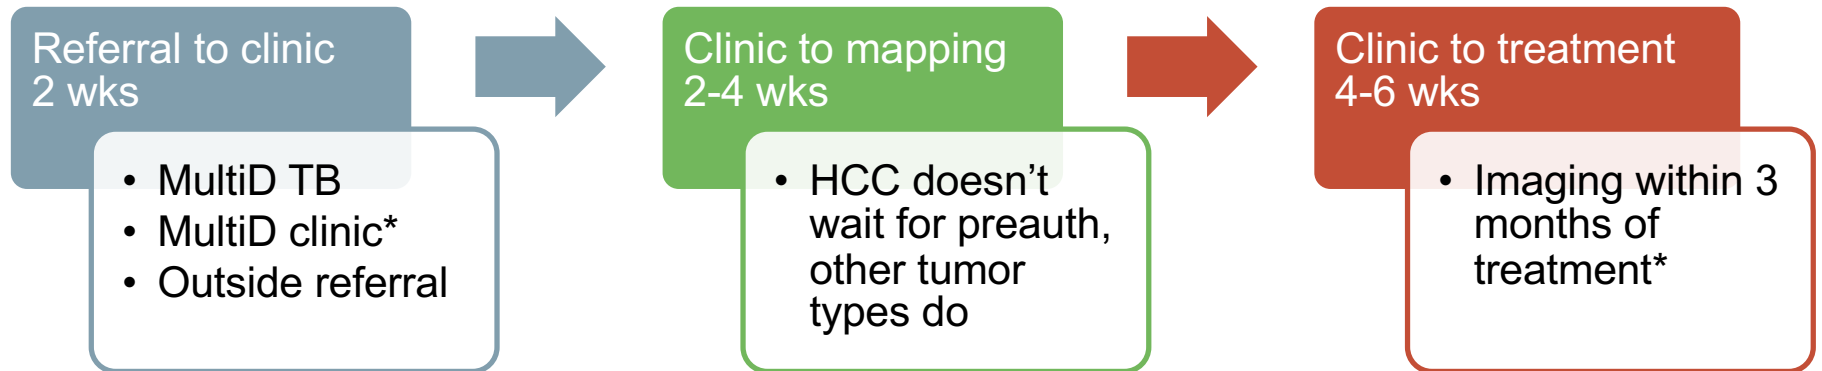 Referral to clinic
2 wks
• MultiD TB
• MultiD clinic*
• Outside referral
Clinic to mapping
2-4 wks
• HCC doesn’t
wait for preauth,
other tumor
types do
Clinic to treatment
4-6 wks
• Imaging within 3
months of
treatment*